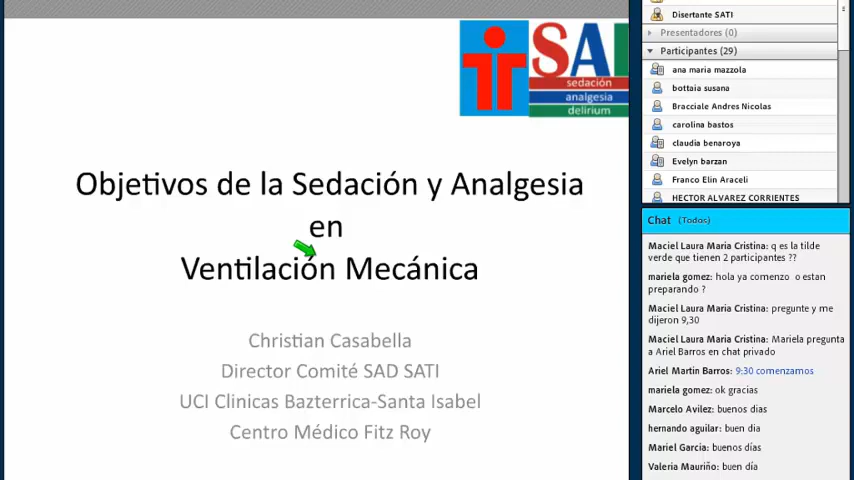 SAD
sedación
analgesia
delirium
Objetivos de la Sedación y Analgesia
en
Ventilación Mecánica
Christian Casabella
Director Comité SAD SATI
UCI Clinicas Bazterrica-Santa Isabel
Centro Médico Fitz Roy
Disertante SATI
Presentadores (0)
Participantes (29)
ana maria mazzola
bottaia susana
Bracciale Andres Nicolas
carolina bastos
claudia benaroya
Evelyn barzan
Franco Elin Araceli
HECTOR ALVAREZ CORRIENTES
Chat (Todos)
Maciel Laura Maria Cristina: q es la tilde
verde que tienen 2 participantes ??
mariela gomez: hola ya comenzo o estan
preparando ?
Maciel Laura Maria Cristina: pregunte y me
dijeron 9,30
Maciel Laura Maria Cristina: Mariela pregunta
a Ariel Barros en chat privado
Ariel Martin Barros: 9:30 comenzamos
mariela gomez: ok gracias
Marcelo Avilez: buenos dias
hernando aguilar: buen dia
Mariel Garcia: buenos días
Valeria Mauriño: buen día